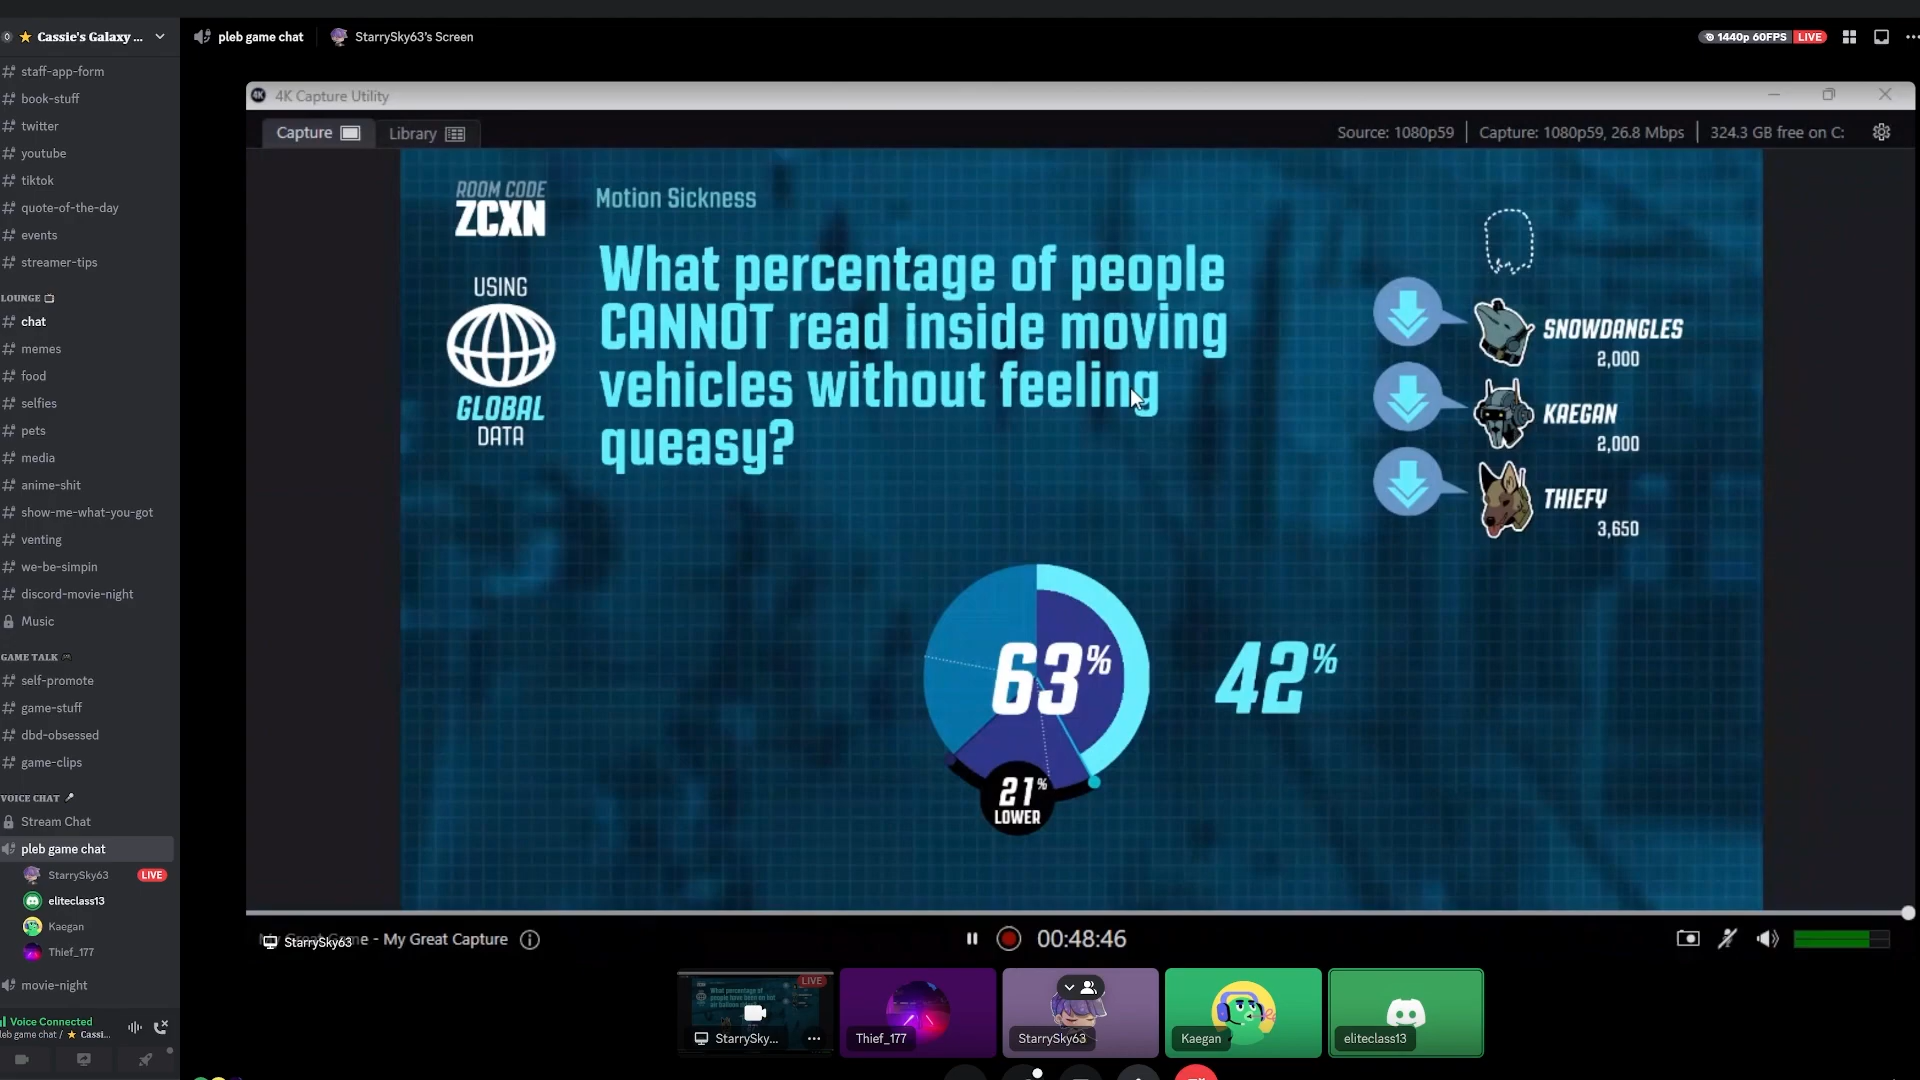 Cassie's Galaxy ...
pleb game chat
StarrySky63's Screen
1440p 60FPS
LIVE
staff-app-form
book-stuff
twitter
youtube
tiktok
quote-of-the-day
events
streamer-tips
LOUNGE
chat
memes
food
selfies
pets
media
anime-shit
show-me-what-you-got
venting
we-be-simpin
discord-movie-night
Music
GAME TALK
self-promote
game-stuff
dbd-obsessed
game-clips
VOICE CHAT
Stream Chat
pleb game chat
StarrySky63
LIVE
eliteclass13
Kaegan
Thief_177
movie-night
Voice Connected
leb game chat / Cassi...
4K
4K Capture Utility
Capture
Library
Source: 1080p59
Capture: 1080p59, 26.8 Mbps
324.3 GB free on C:
ROOM CODE
ZCXN
USING
GLOBAL
DATA
Motion Sickness
What percentage of people
CANNOT read inside moving
vehicles without feeling
queasy?
SNOWDANGLES
2,000
KAEGAN
2,000
THIEFY
3,650
63%
42%
21%
LOWER
StarrySky63
- My Great Capture
00:48:46
LIVE
StarrySky...
Thief_177
StarrySky63
Kaegan
eliteclass13